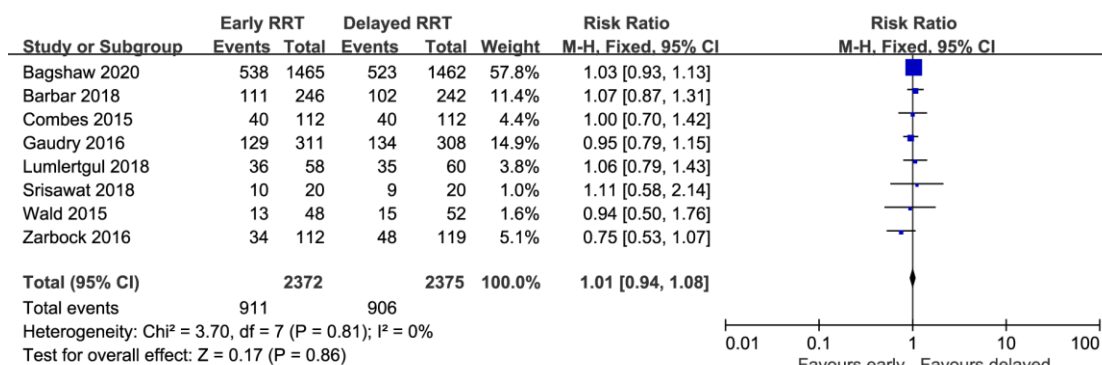 Early RRT Delayed RRT Risk Ratio Risk Ratio
Study or Subgroup Events Total Events Total Weight M-H, Fixed, 95% CI M-H, Fixed, 95% CI
Bagshaw 2020 538 1465 523 1462 57.8% 1.03 [0.93, 1.13]
Barbar 2018 111 246 102 242 11.4% 1.07 [0.87, 1.31]
Combes 2015 40 112 40 112 4.4% 1.00 [0.70, 1.42]
Gaudry 2016 129 311 134 308 14.9% 0.95 [0.79, 1.15]
Lumlertgul 2018 36 58 35 60 3.8% 1.06 [0.79, 1.43]
Srisawat 2018 10 20 9 20 1.0% 1.11 [0.58, 2.14]
Wald 2015 13 48 15 52 1.6% 0.94 [0.50, 1.76]
Zarbock 2016 34 112 48 119 5.1% 0.75 [0.53, 1.07]
Total (95% CI) 2372 2375 100.0% 1.01 [0.94, 1.08]
Total events 911 906
Heterogeneity: Chi² = 3.70, df = 7 (P = 0.81); I² = 0%
Test for overall effect: Z = 0.17 (P = 0.86)
0.01 0.1 1 10 100
Favours early Favours delayed